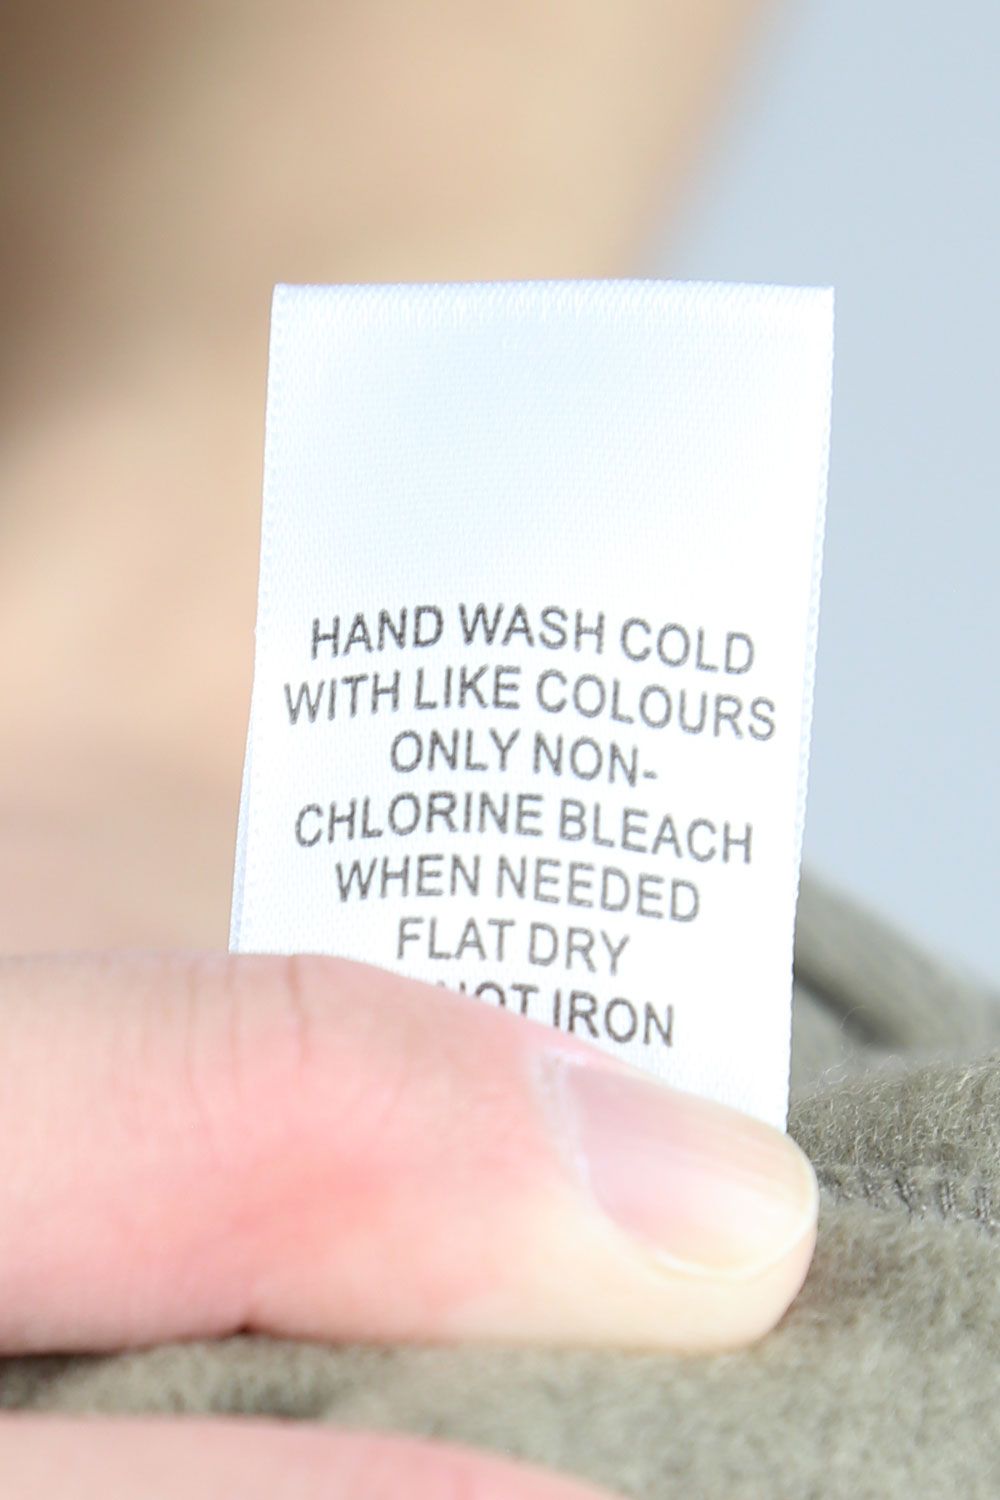 HAND WASH COLD
WITH LIKE COLOURS
ONLY NON-
CHLORINE BLEACH
WHEN NEEDED
FLAT DRY
NOT IRON